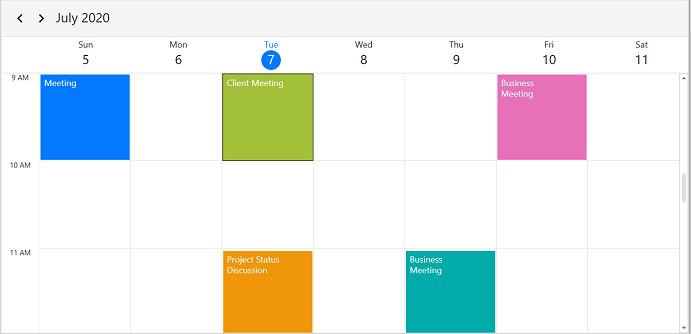 July 2020
Sun Mon Tue Wed Thu Fri Sat
5 6 7 8 9 10 11
9 AM
Meeting
Client Meeting
Business
Meeting
10 AM
11 AM
Project Status
Discussion
Business
Meeting